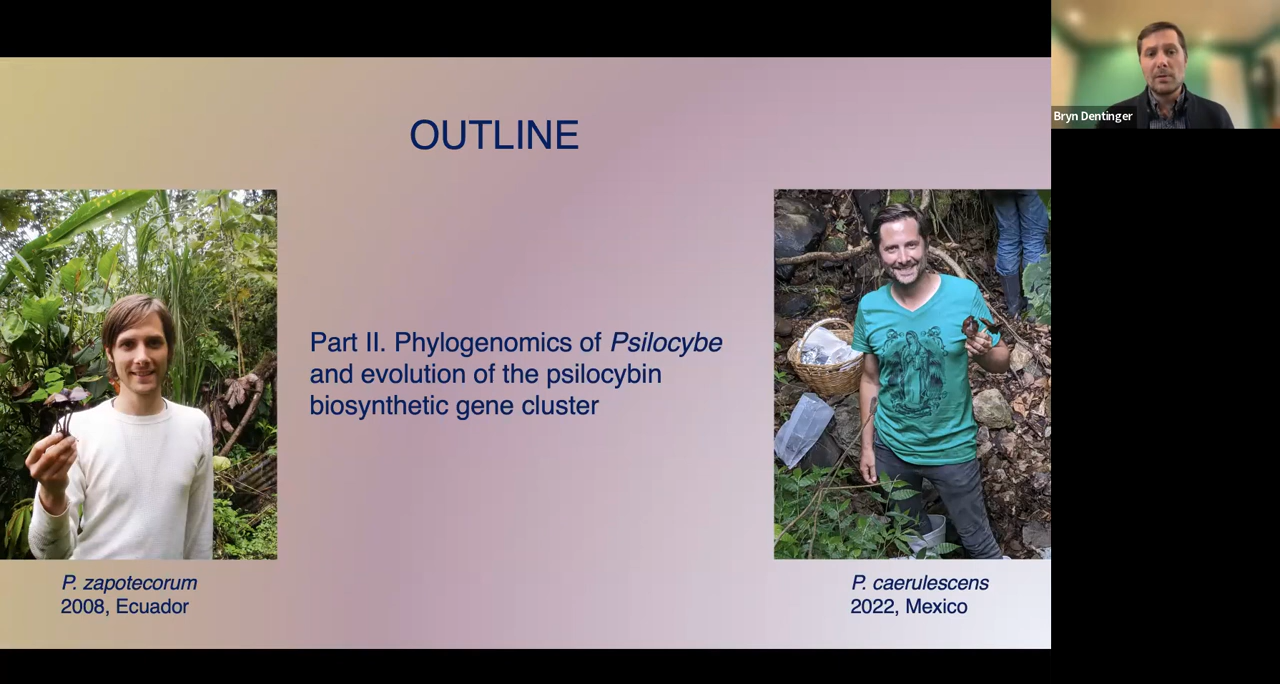 OUTLINE
Part II. Phylogenomics of Psilocybe
and evolution of the psilocybin
biosynthetic gene cluster
P. zapotecorum
2008, Ecuador
P. caerulescens
2022, Mexico
Bryn Dentinger